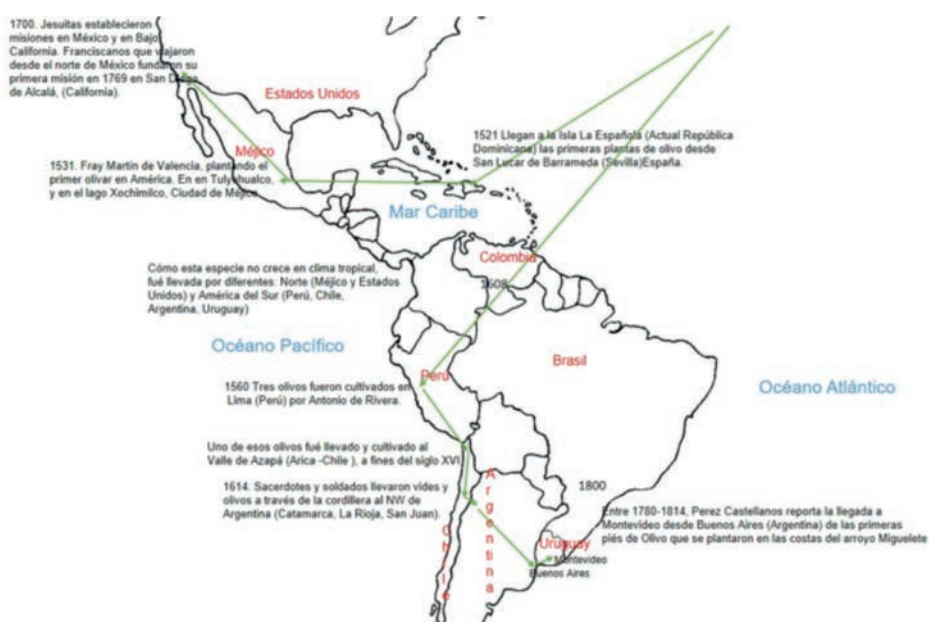 1700. Jesuitas establecieron
misiones en México y en Bajo
California. Franciscanos que viajaron
desde el norte de México fundaron su
primera misión en 1769 en San Diego
de Alcalá, (California).
Estados Unidos
1521 Llegan a la Isla La Española (Actual República
Dominicana) las primeras plantas de olivo desde
San Lucar de Barrameda (Sevilla)España.
Méjico
1531. Fray Martín de Valencia, plantando el
primer olivar en América. En en Tulyehualco,
y en el lago Xochimilco, Ciudad de Méjico
Mar Caribe
Colombia
1608
Cómo esta especie no crece en clima tropical,
fué llevada por diferentes: Norte (Méjico y Estados
Unidos) y América del Sur (Perú, Chile,
Argentina, Uruguay)
Océano Pacífico
Brasil
Perú
Océano Atlántico
1560 Tres olivos fueron cultivados en
Lima (Perú) por Antonio de Rivera.
Uno de esos olivos fué llevado y cultivado al
Valle de Azapá (Arica -Chile ), a fines del siglo XVI
1614. Sacerdotes y soldados llevaron vides y
olivos a través de la cordillera al NW de
Argentina (Catamarca, La Rioja, San Juan).
Argentina
Chile
1800
Entre 1780-1814, Perez Castellanos reporta la llegada a
Montevideo desde Buenos Aires (Argentina) de las primeras
piés de Olivo que se plantaron en las costas del arroyo Miguelete
Uruguay
Montevideo
Buenos Aires